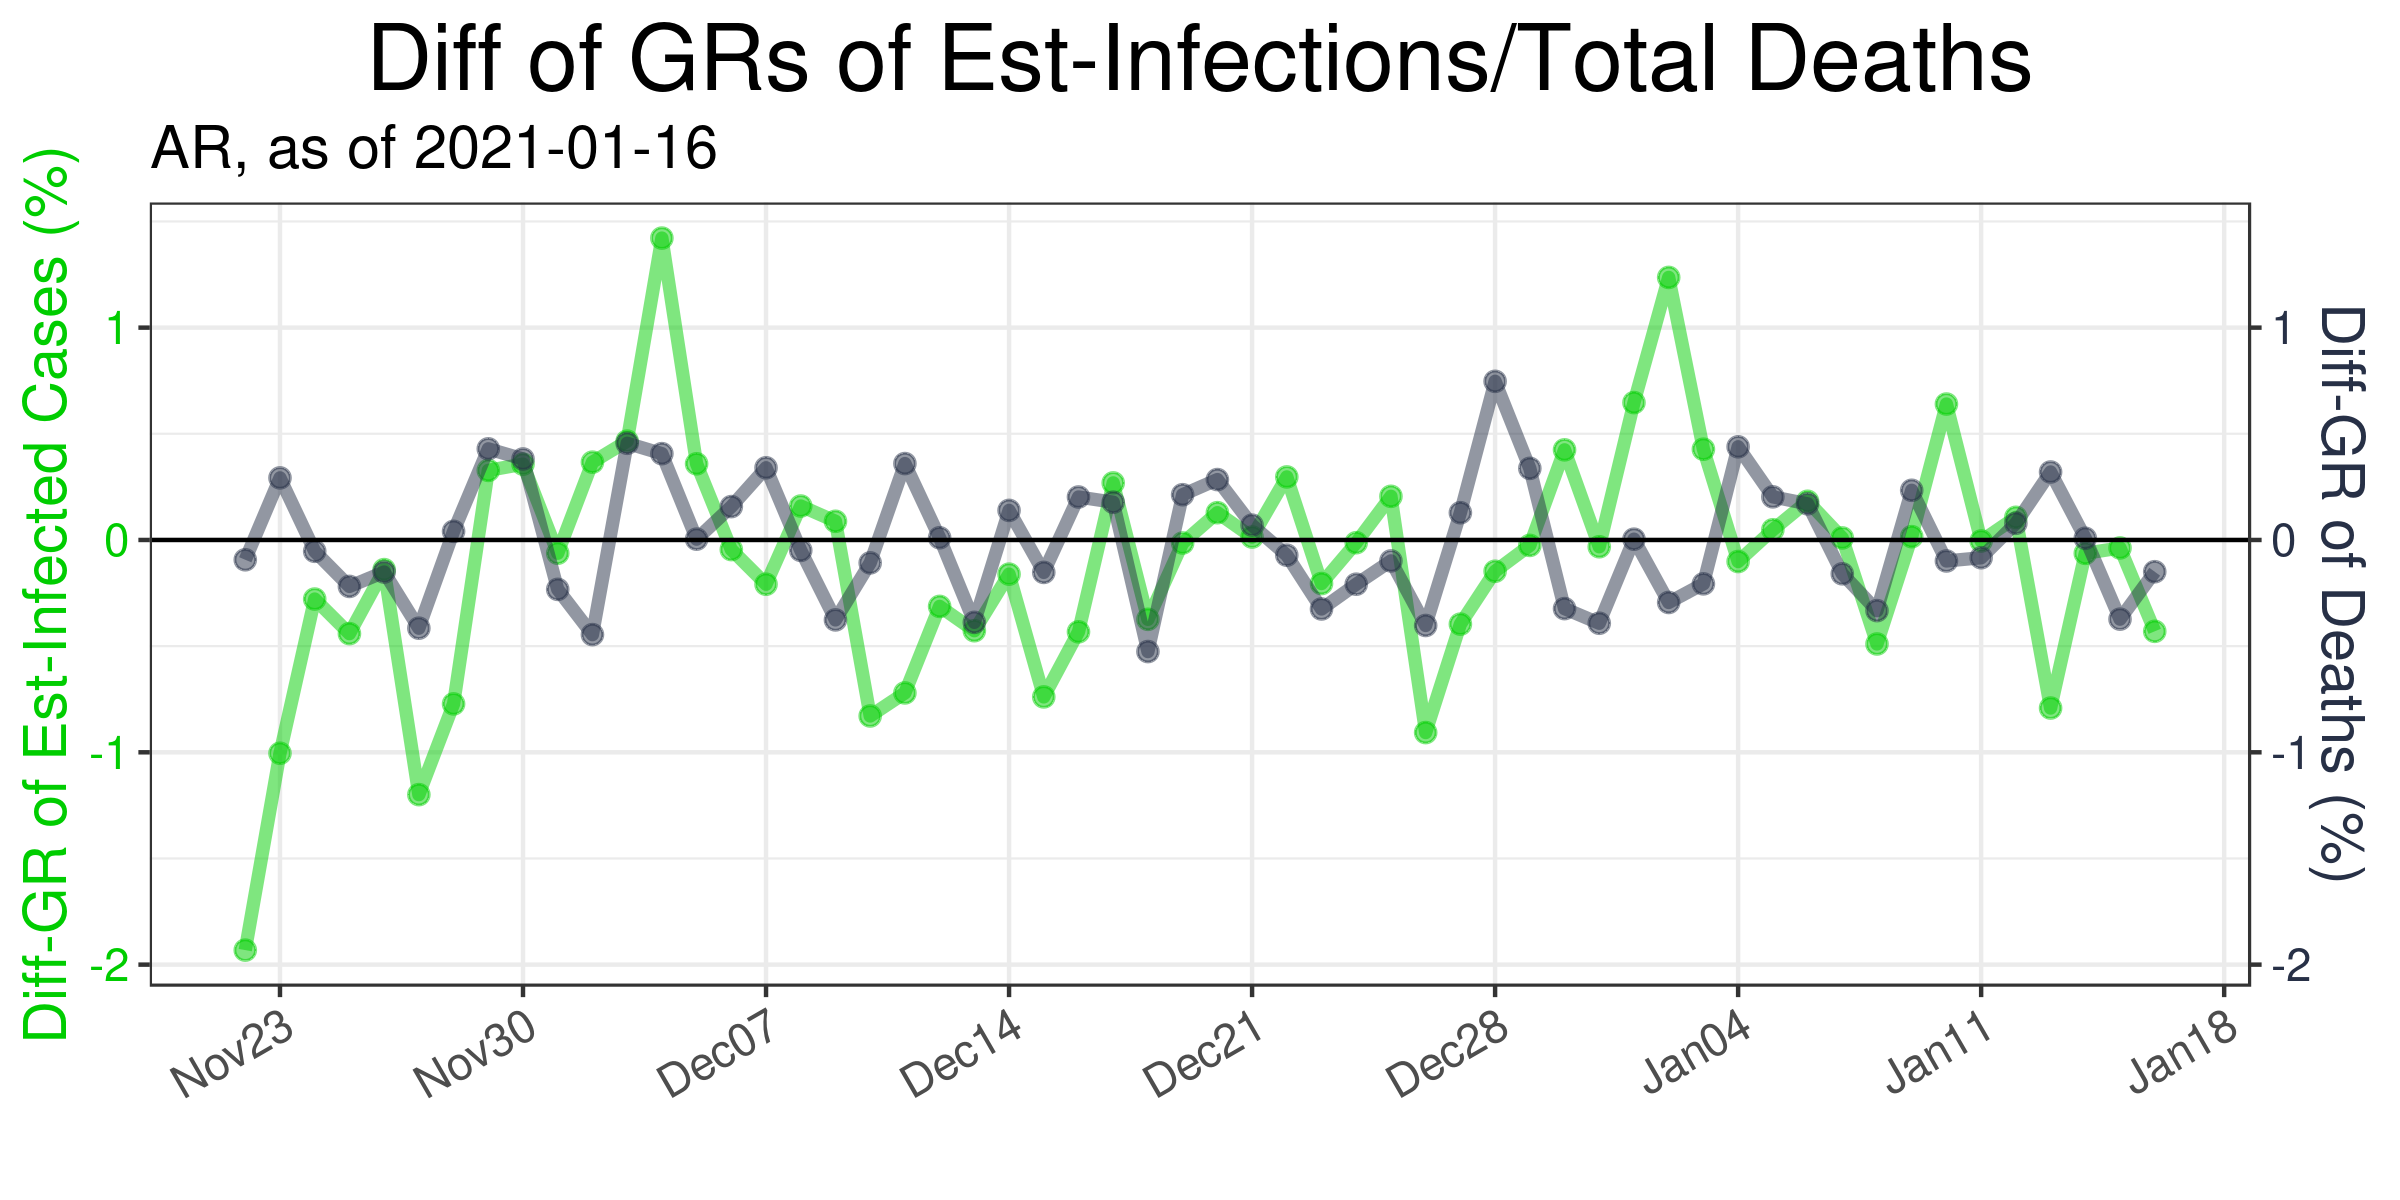 Diff of GRs of Est-Infections/Total Deaths
AR, as of 2021-01-16
Diff-GR of Est-Infected Cases (%)
1
0
-1
-2
1
0
-1
-2
Diff-GR of Deaths (%)
Nov23
Nov30
Dec07
Dec14
Dec21
Dec28
Jan04
Jan11
Jan18